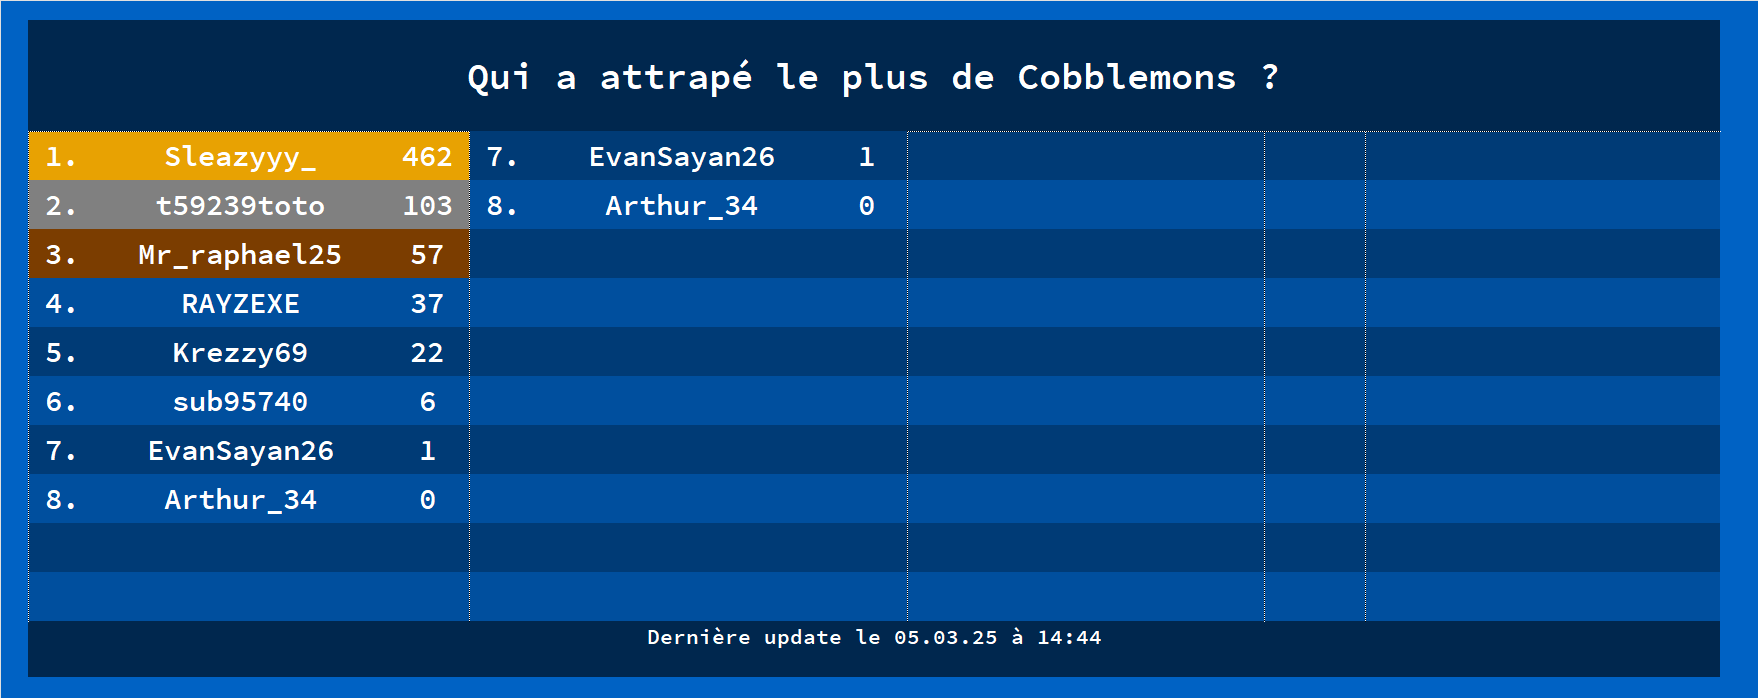 Qui a attrapé le plus de Cobblemons ?
1. Sleazyyy_ 462 7. EvanSayan26 1
2. t59239toto 103 8. Arthur_34 0
3. Mr_raphael25 57
4. RAYZEXE 37
5. Krezzy69 22
6. sub95740 6
7. EvanSayan26 1
8. Arthur_34 0
Dernière update le 05.03.25 à 14:44